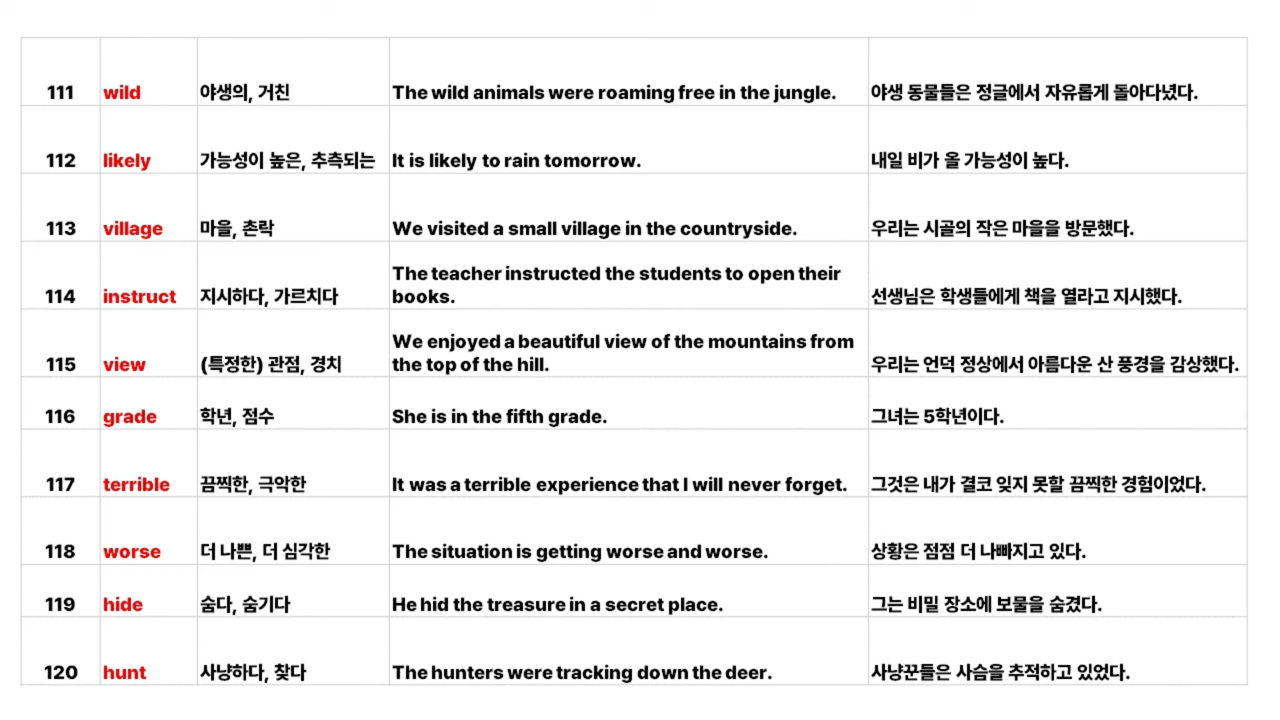 111 wild 야생의, 거친 The wild animals were roaming free in the jungle. 야생 동물들은 정글에서 자유롭게 돌아다녔다.
112 likely 가능성이 높은, 추측되는 It is likely to rain tomorrow. 내일 비가 올 가능성이 높다.
113 village 마을, 촌락 We visited a small village in the countryside. 우리는 시골의 작은 마을을 방문했다.
The teacher instructed the students to open their
114 instruct 지시하다, 가르치다 books. 선생님은 학생들에게 책을 열라고 지시했다.
We enjoyed a beautiful view of the mountains from
115 view (특정한) 관점, 경치 the top of the hill. 우리는 언덕 정상에서 아름다운 산 풍경을 감상했다.
116 grade 학년, 점수 She is in the fifth grade. 그녀는 5학년이다.
117 terrible 끔찍한, 극악한 It was a terrible experience that I will never forget. 그것은 내가 결코 잊지 못할 끔찍한 경험이었다.
118 worse 더 나쁜, 더 심각한 The situation is getting worse and worse. 상황은 점점 더 나빠지고 있다.
119 hide 숨다, 숨기다 He hid the treasure in a secret place. 그는 비밀 장소에 보물을 숨겼다.
120 hunt 사냥하다, 찾다 The hunters were tracking down the deer. 사냥꾼들은 사슴을 추적하고 있었다.